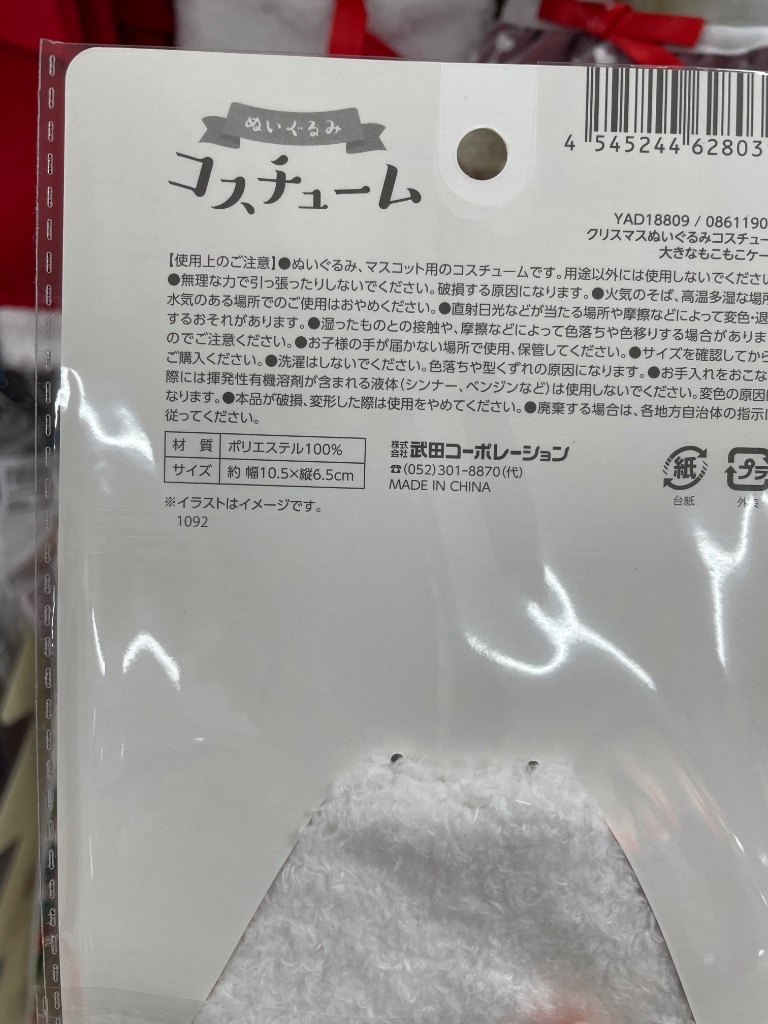 ぬいぐるみ
コスチューム
4 545244 62803
YAD18809 / 0861190
クリスマスぬいぐるみコスチュー
大きなもこもこケー
【使用上のご注意】●ぬいぐるみ、マスコット用のコスチュームです。用途以外には使用しないでくださ
●無理な力で引っ張ったりしないでください。破損する原因になります。●火気のそば、高温多湿な場
水気のある場所でのご使用はおやめください。●直射日光などが当たる場所や摩擦などによって変色・退
するおそれがあります。●湿ったものとの接触や、摩擦などによって色落ちや色移りする場合がありま
のでご注意ください。●お子様の手が届かない場所で使用、保管してください。●サイズを確認してから
ご購入ください。●洗濯はしないでください。色落ちや型くずれの原因になります。●お手入れをおこな
際には揮発性有機溶剤が含まれる液体(シンナー、ベンジンなど)は使用しないでください。変色の原因
なります。●本品が破損、変形した際は使用をやめてください。●廃棄する場合は、各地方自治体の指示
従ってください。
材 質 ポリエステル100%
サイズ 約 幅10.5×縦6.5cm
株式会社 武田コーポレーション
☎(052)301-8870(代)
MADE IN CHINA
紙
台紙
プラ
外装
※イラストはイメージです。
1092